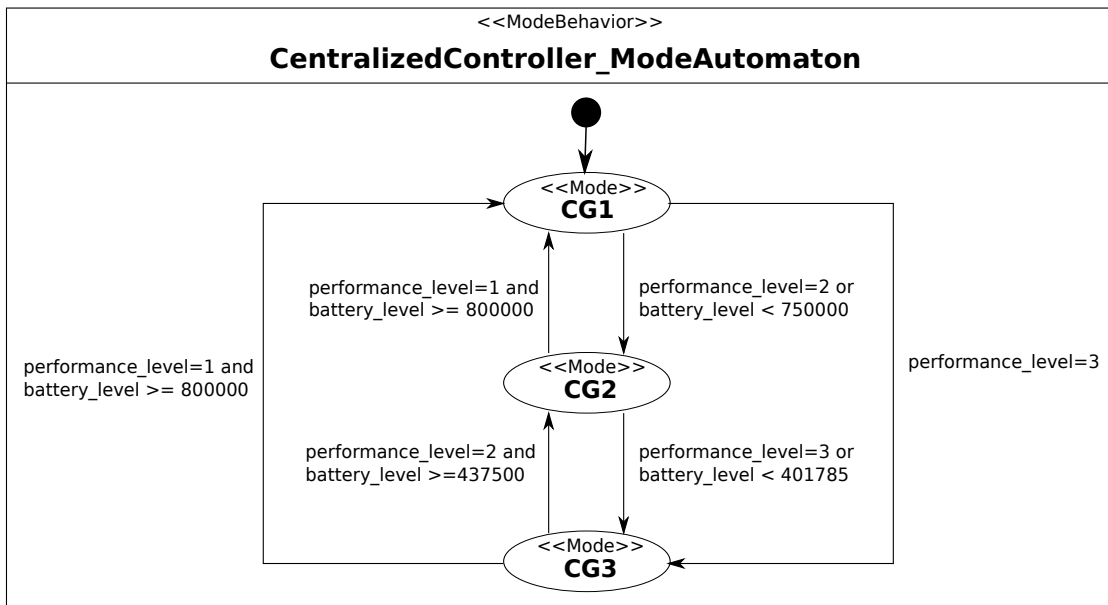 <<ModeBehavior>>
CentralizedController_ModeAutomaton
<<Mode>>
CG1
performance_level=1 and
battery_level >= 800000
performance_level=2 or
battery_level < 750000
performance_level=1 and
battery_level >= 800000
<<Mode>>
CG2
performance_level=3
performance_level=2 and
battery_level >=437500
performance_level=3 or
battery_level < 401785
<<Mode>>
CG3